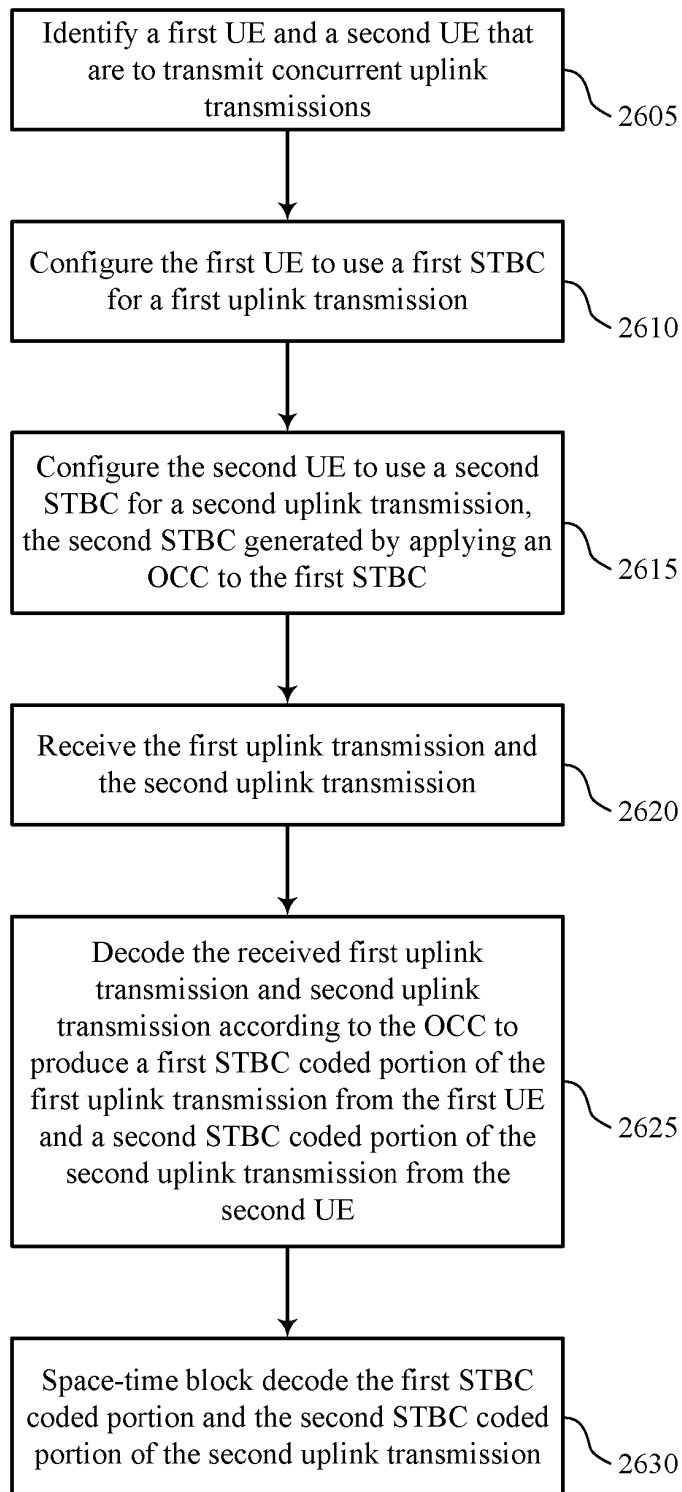 Identify a first UE and a second UE that
are to transmit concurrent uplink
transmissions
2605
Configure the first UE to use a first STBC
for a first uplink transmission
2610
Configure the second UE to use a second
STBC for a second uplink transmission,
the second STBC generated by applying an
OCC to the first STBC
2615
Receive the first uplink transmission and
the second uplink transmission
2620
Decode the received first uplink
transmission and second uplink
transmission according to the OCC to
produce a first STBC coded portion of the
first uplink transmission from the first UE
and a second STBC coded portion of the
second uplink transmission from the
second UE
2625
Space-time block decode the first STBC
coded portion and the second STBC coded
portion of the second uplink transmission
2630